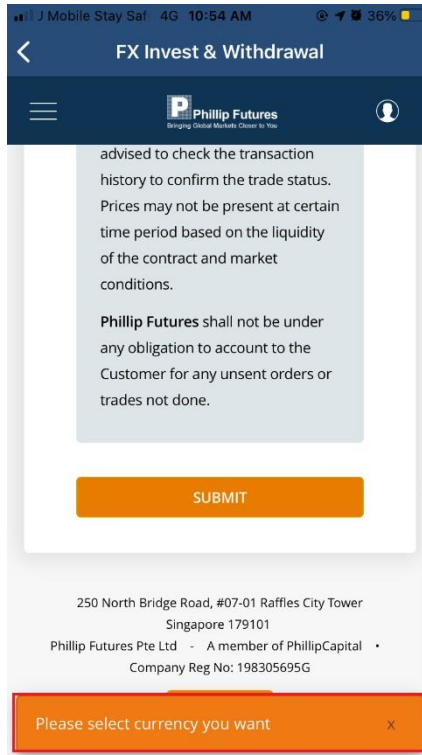 J Mobile Stay Saf 4G 10:54 AM 36%
FX Invest & Withdrawal
Phillip Futures
Bringing Global Markets Closer to You
advised to check the transaction
history to confirm the trade status.
Prices may not be present at certain
time period based on the liquidity
of the contract and market
conditions.
Phillip Futures shall not be under
any obligation to account to the
Customer for any unsent orders or
trades not done.
SUBMIT
250 North Bridge Road, #07-01 Raffles City Tower
Singapore 179101
Phillip Futures Pte Ltd - A member of PhillipCapital •
Company Reg No: 198305695G
Please select currency you want x